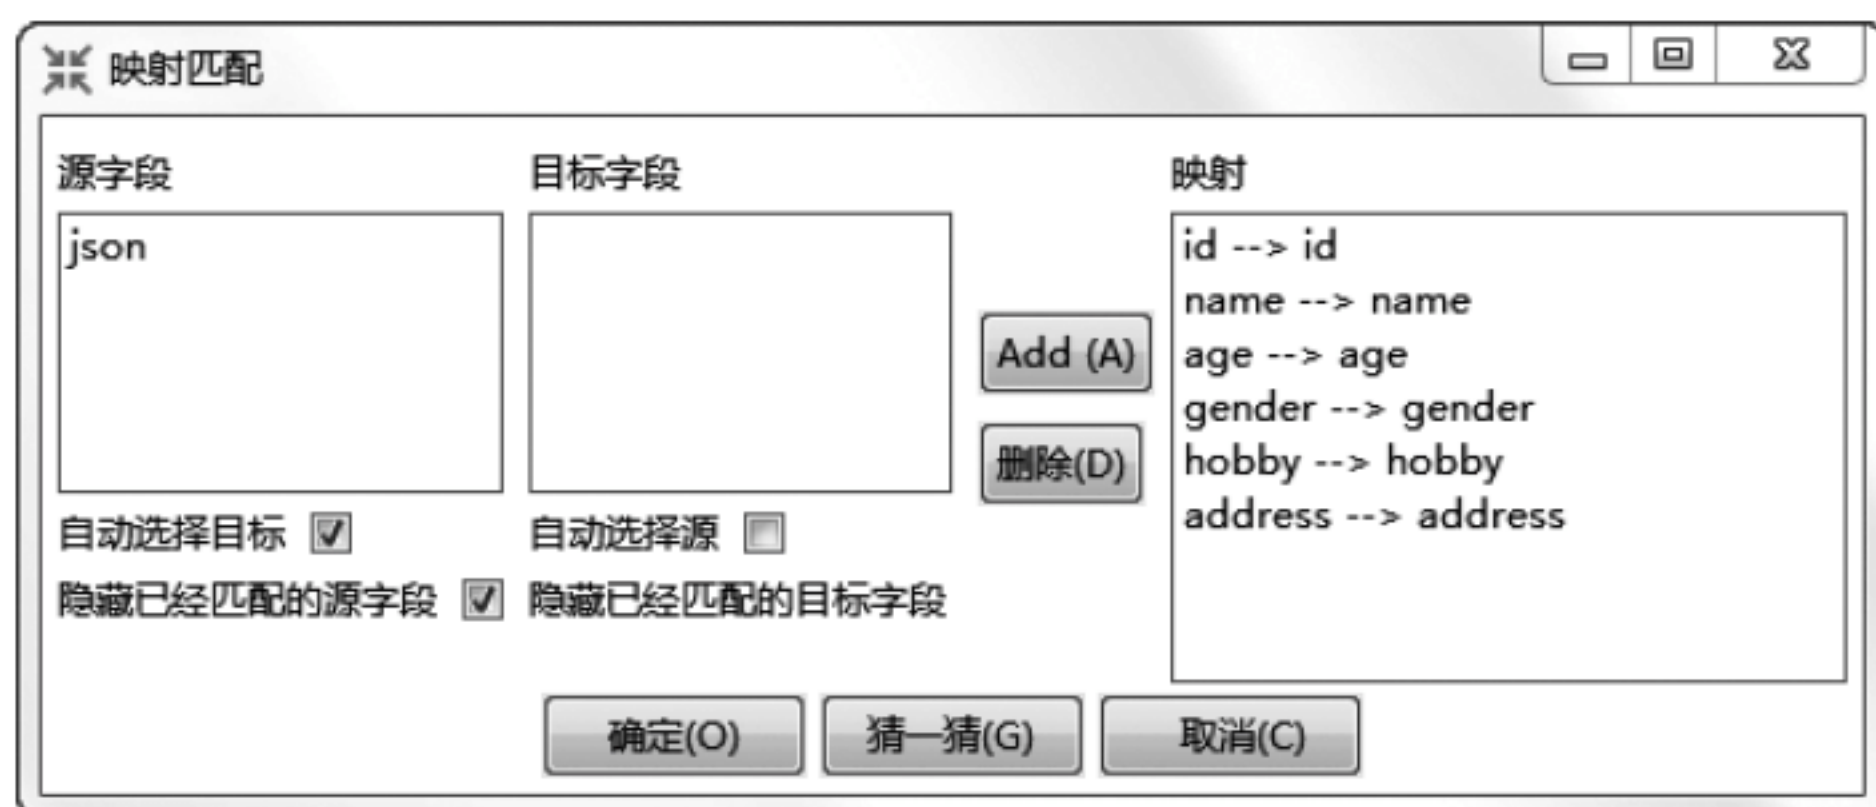 映射匹配
源字段
目标字段
映射
json
id --> id
name --> name
age --> age
gender --> gender
hobby --> hobby
address --> address
Add (A)
删除(D)
自动选择目标
自动选择源
隐藏已经匹配的源字段
隐藏已经匹配的目标字段
确定(O)
猜一猜(G)
取消(C)